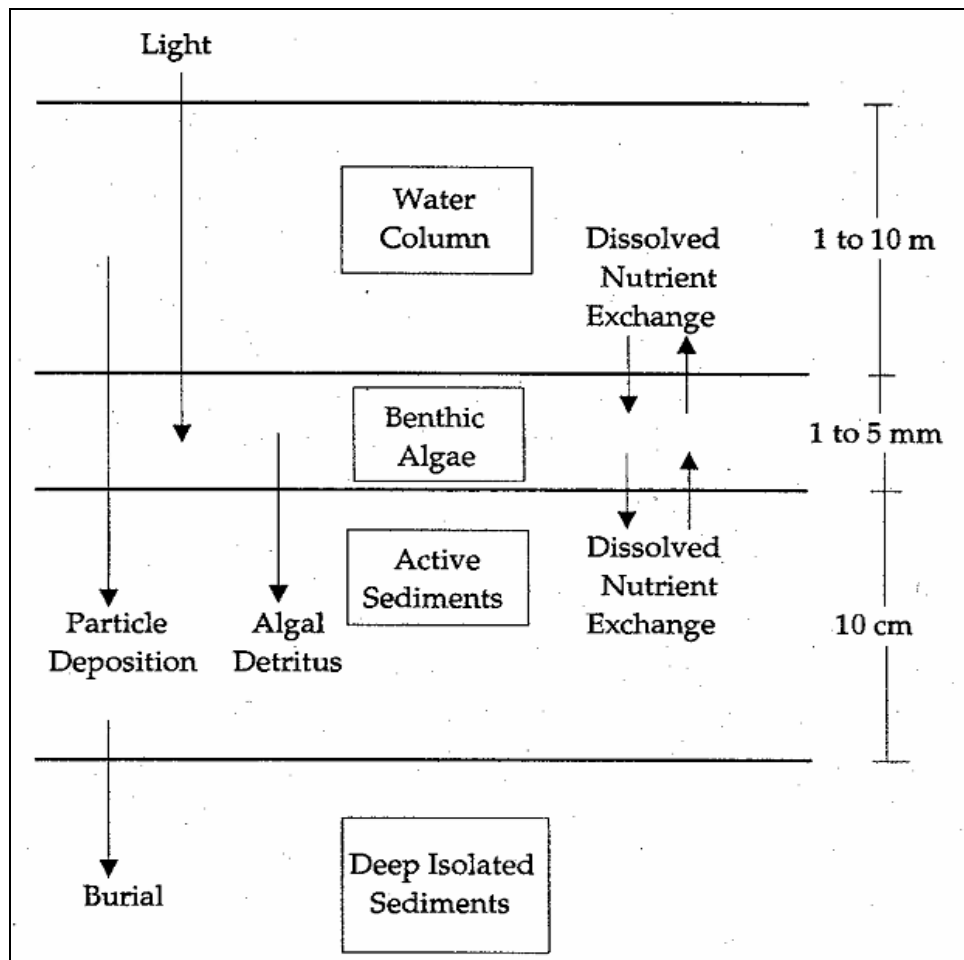 Light
Water
Column
Dissolved
Nutrient
Exchange
1 to 10 m
Benthic
Algae
1 to 5 mm
Active
Sediments
Dissolved
Nutrient
Exchange
10 cm
Particle
Deposition
Algal
Detritus
Deep Isolated
Sediments
Burial